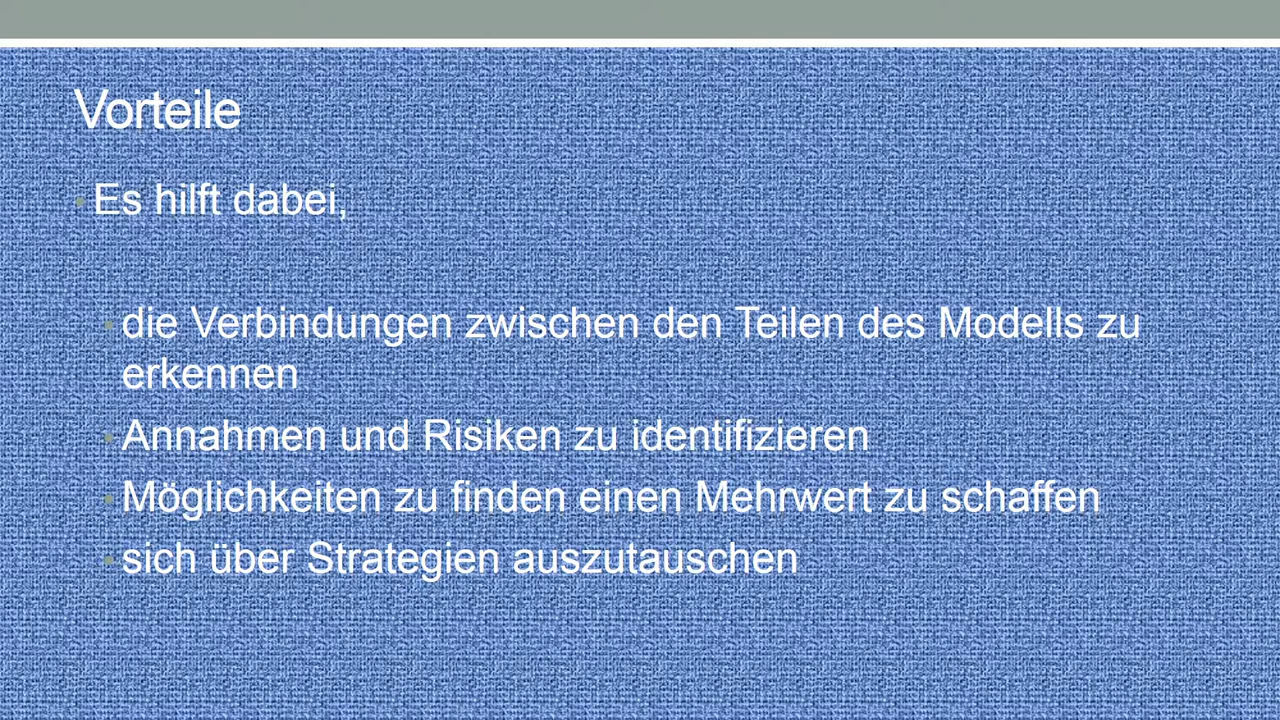 Vorteile
Es hilft dabei,
die Verbindungen zwischen den Teilen des Modells zu
erkennen
Annahmen und Risiken zu identifizieren
Möglichkeiten zu finden einen Mehrwert zu schaffen
sich über Strategien auszutauschen